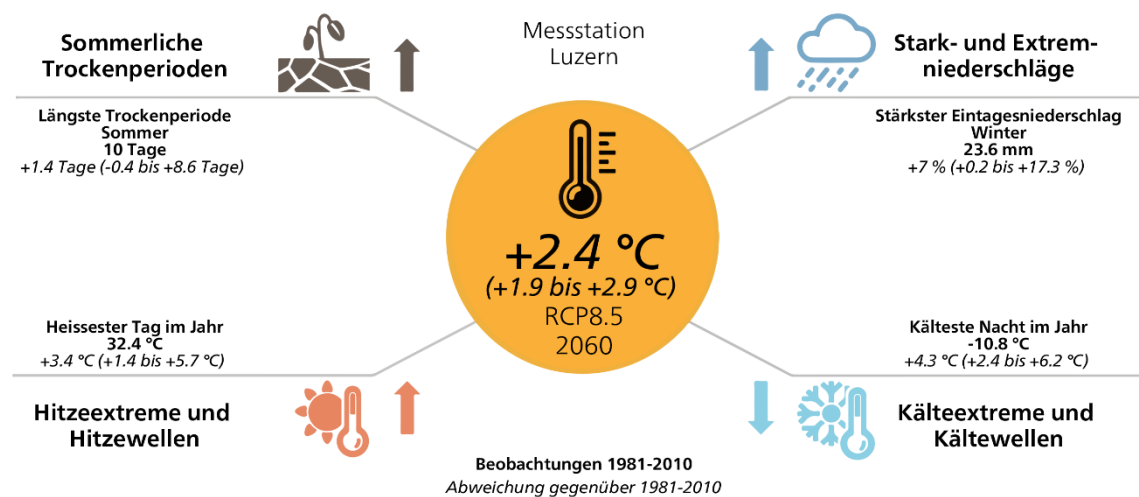 Sommerliche
Trockenperioden
Messstation
Luzern
Stark- und Extrem-
niederschläge
Längste Trockenperiode
Sommer
10 Tage
+1.4 Tage (-0.4 bis +8.6 Tage)
Stärkster Eintagesniederschlag
Winter
23.6 mm
+7 % (+0.2 bis +17.3 %)
+2.4 °C
(+1.9 bis +2.9 °C)
RCP8.5
2060
Heissester Tag im Jahr
32.4 °C
+3.4 °C (+1.4 bis +5.7 °C)
Kälteste Nacht im Jahr
-10.8 °C
+4.3 °C (+2.4 bis +6.2 °C)
Hitzeextreme und
Hitzewellen
Kälteextreme und
Kältewellen
Beobachtungen 1981-2010
Abweichung gegenüber 1981-2010